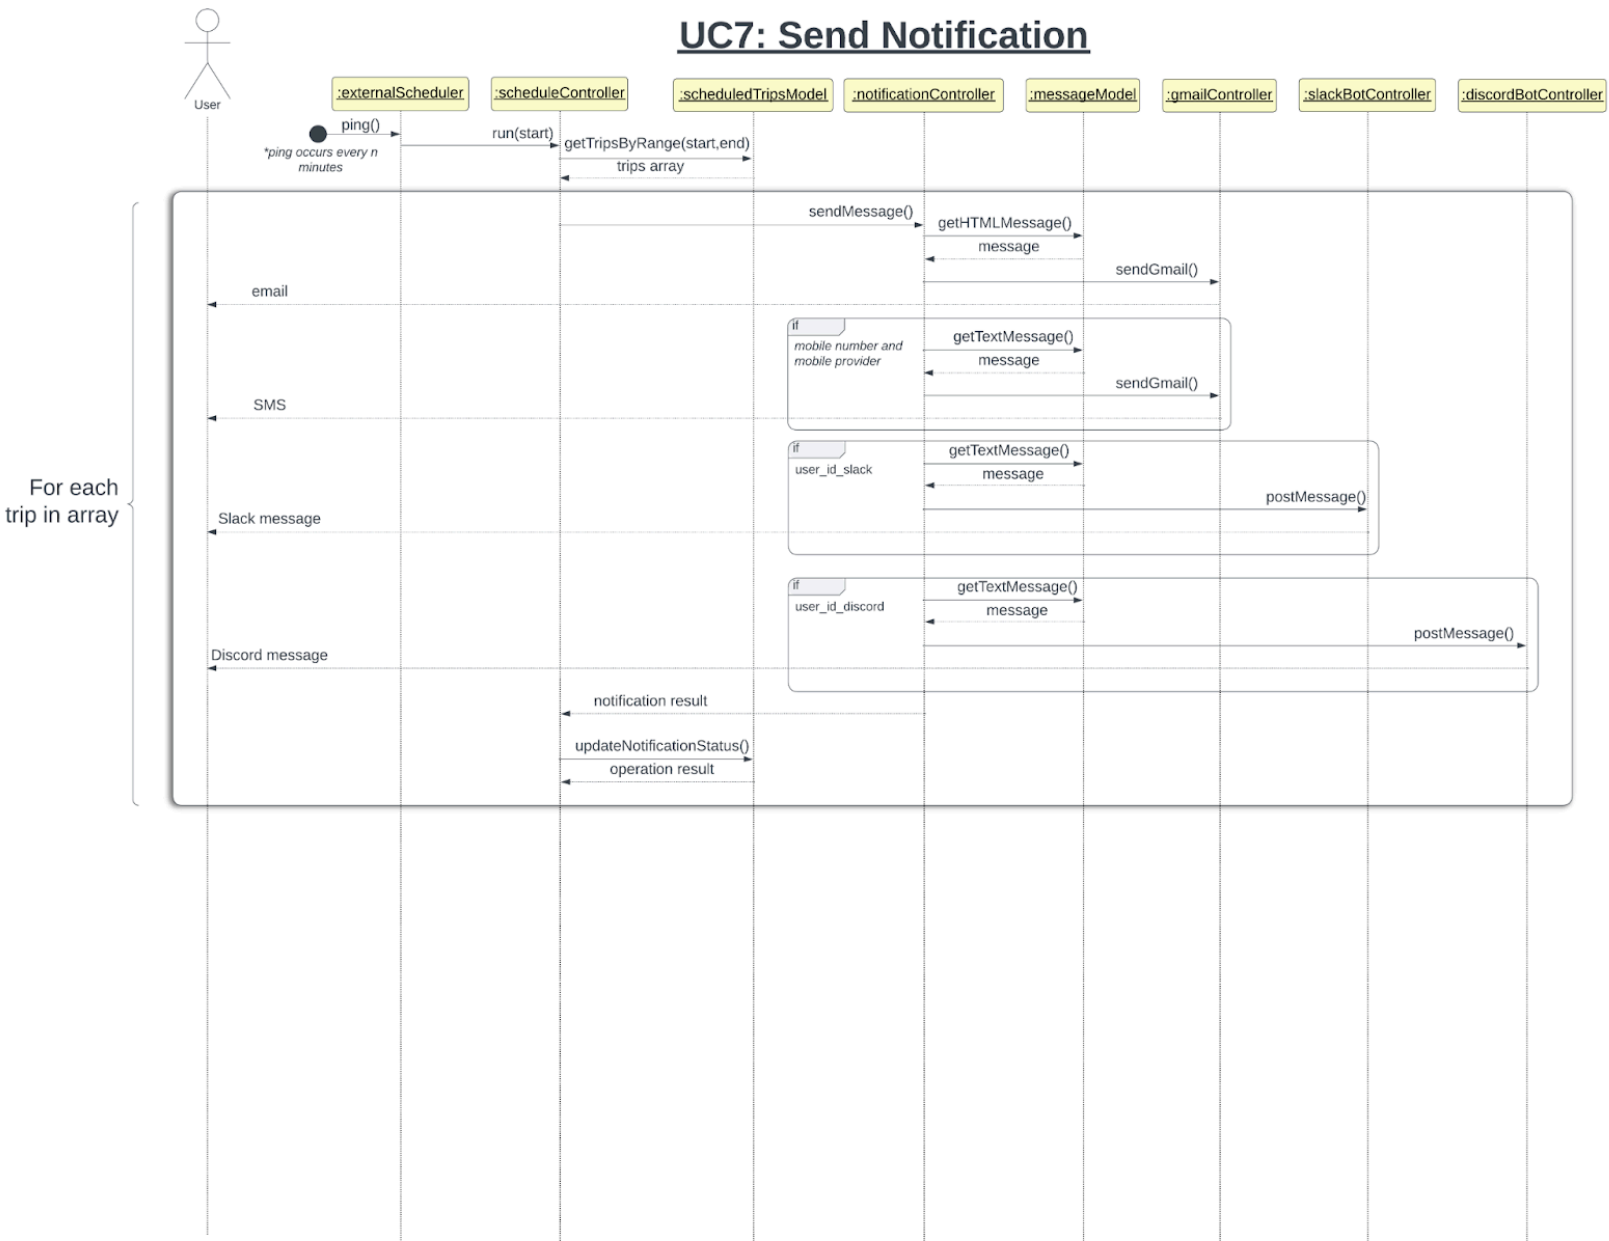 UC7: Send Notification
User
:externalScheduler
:scheduleController
:scheduledTripsModel
:notificationController
:messageModel
:gmailController
:slackBotController
:discordBotController
ping()
*ping occurs every n
minutes
run(start)
getTripsByRange(start,end)
trips array
For each
trip in array
sendMessage()
getHTMLMessage()
message
sendGmail()
email
if
mobile number and
mobile provider
getTextMessage()
message
sendGmail()
SMS
if
user_id_slack
getTextMessage()
message
postMessage()
Slack message
if
user_id_discord
getTextMessage()
message
postMessage()
Discord message
notification result
updateNotificationStatus()
operation result